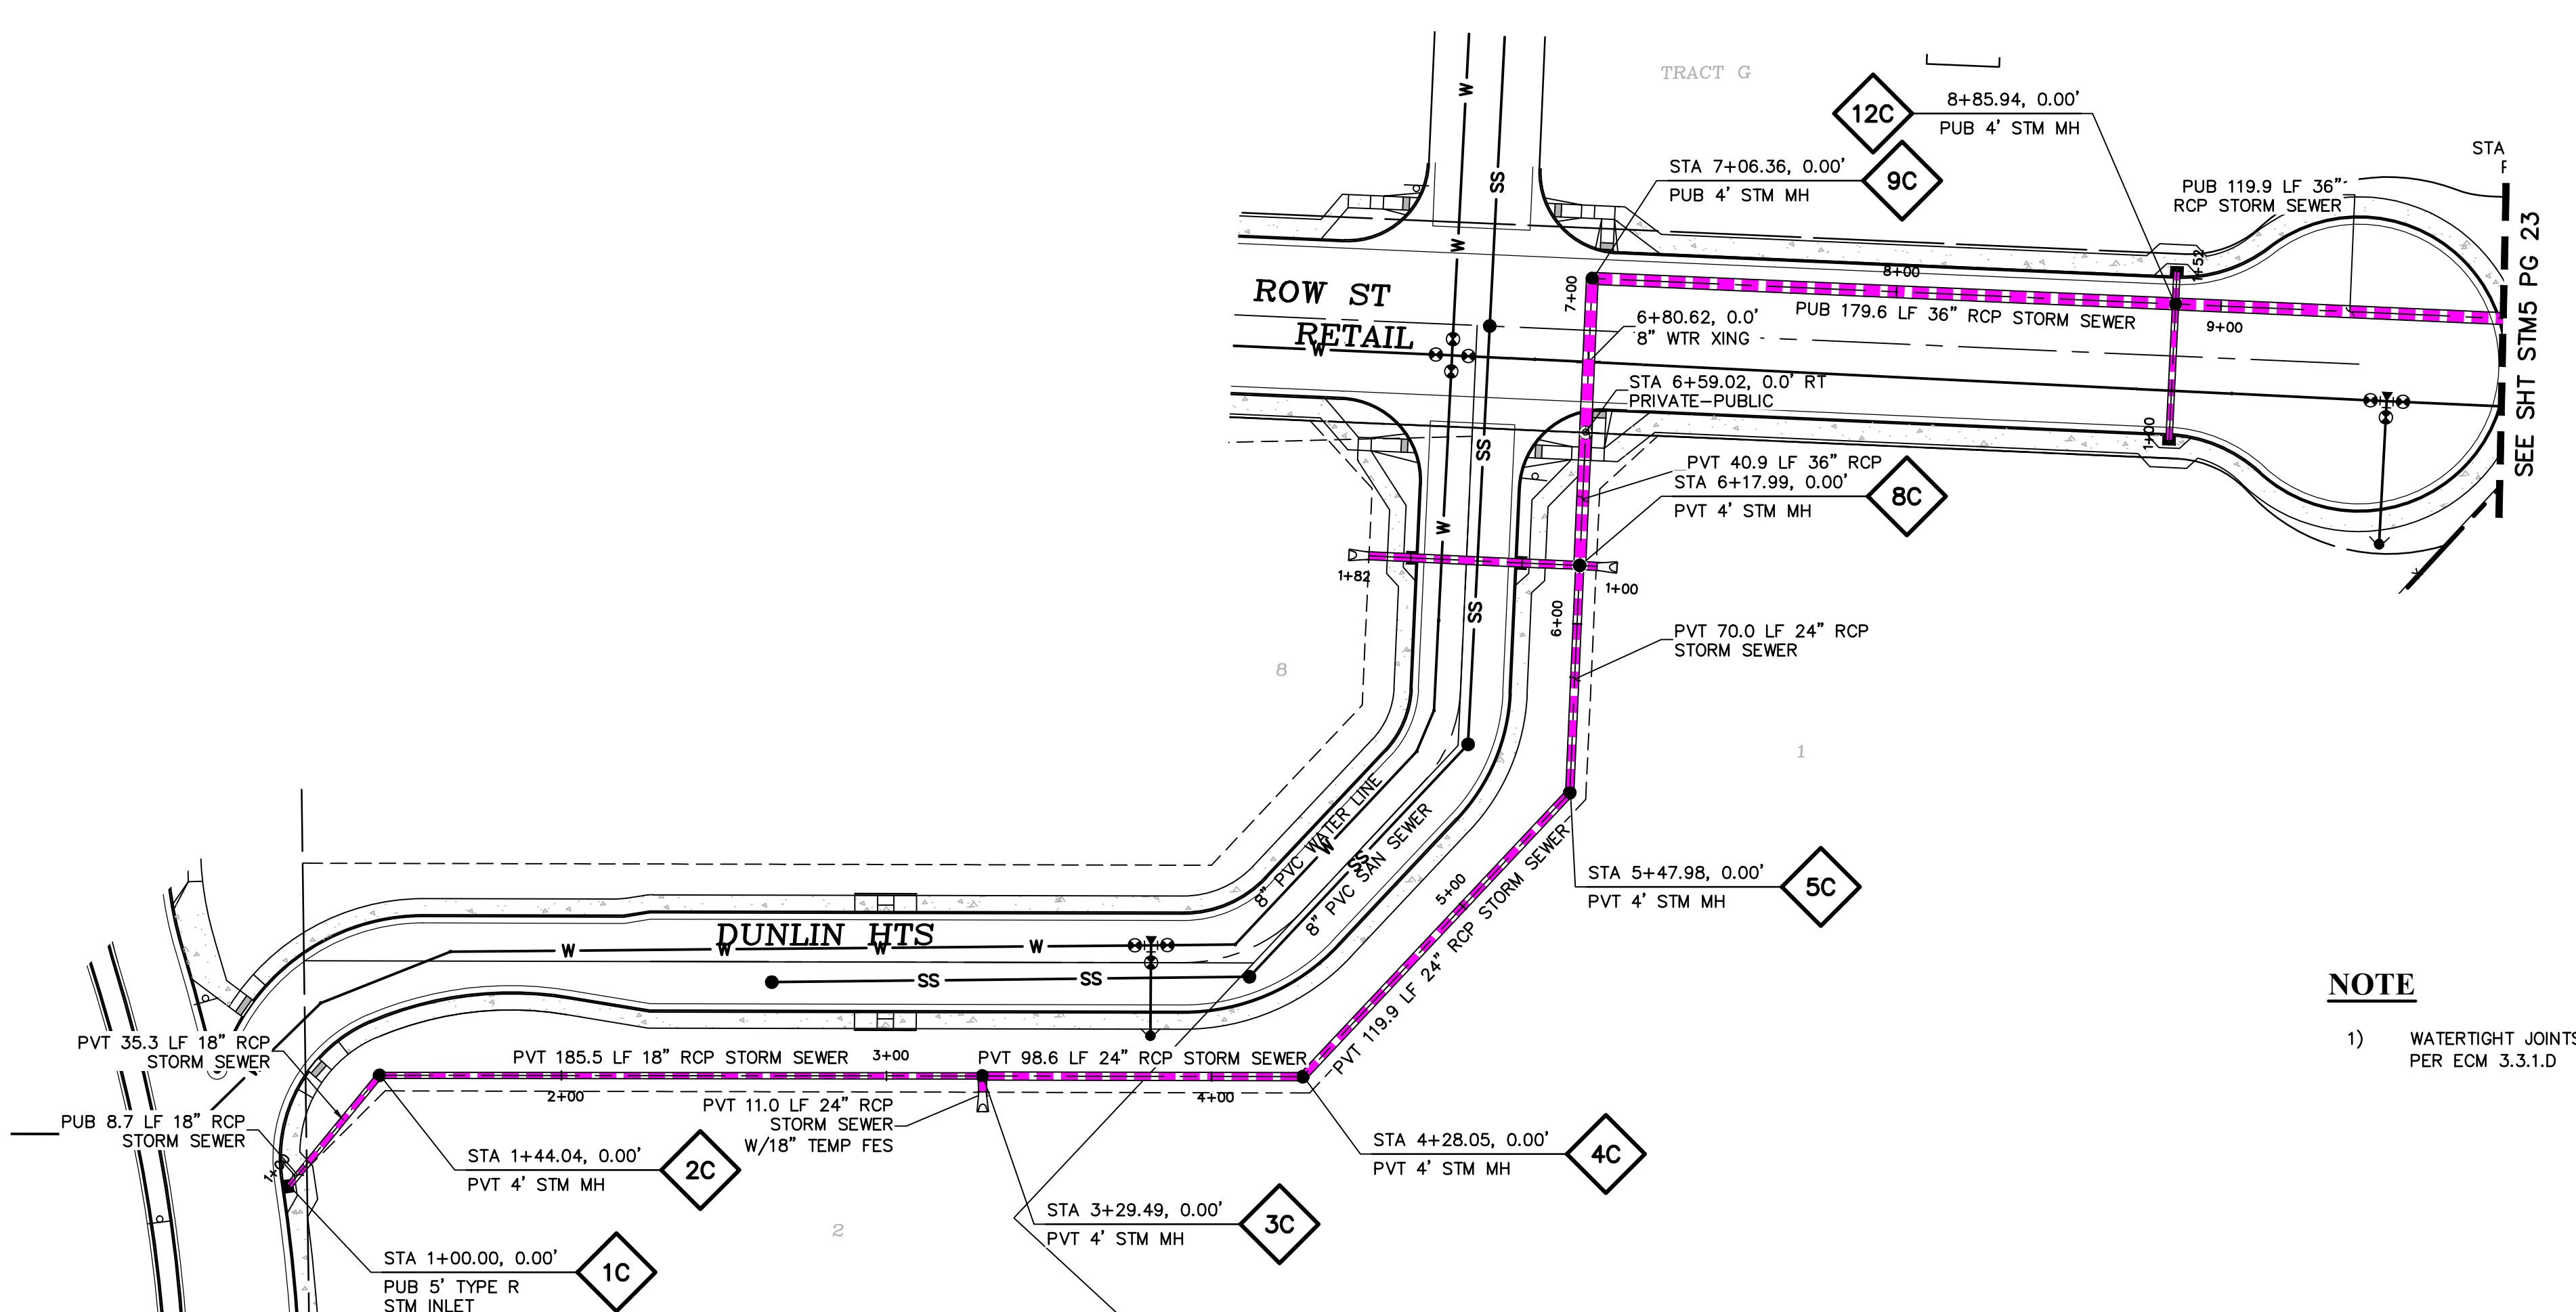 TRACT G
12C
8+85.94, 0.00'
PUB 4' STM MH
STA 7+06.36, 0.00'
PUB 4' STM MH
9C
STA
PUB 119.9 LF 36"
RCP STORM SEWER
SEE SHT STM5 PG 23
W
SS
W
ROW ST
RETAIL
W
7+00
8+00
PUB 179.6 LF 36" RCP STORM SEWER
1+52
9+00
6+80.62, 0.0'
8" WTR XING
STA 6+59.02, 0.0' RT
PRIVATE-PUBLIC
1+00
SS
PVT 40.9 LF 36" RCP
STA 6+17.99, 0.00'
PVT 4' STM MH
8C
W
1+82
1+00
SS
6+00
PVT 70.0 LF 24" RCP
STORM SEWER
8
1
8" PVC WATER LINE
W
8" PVC SAN SEWER
SS
5+00
PVT 119.9 LF 24" RCP STORM SEWER
STA 5+47.98, 0.00'
PVT 4' STM MH
5C
DUNLIN HTS
W
W
W
W
SS
SS
NOTE
1) WATERTIGHT JOINTS
PER ECM 3.3.1.D
PVT 35.3 LF 18" RCP
STORM SEWER
PVT 185.5 LF 18" RCP STORM SEWER
3+00
PVT 98.6 LF 24" RCP STORM SEWER
2+00
4+00
PVT 11.0 LF 24" RCP
STORM SEWER
W/18" TEMP FES
PUB 8.7 LF 18" RCP
STORM SEWER
1+00
STA 1+44.04, 0.00'
PVT 4' STM MH
2C
STA 4+28.05, 0.00'
PVT 4' STM MH
4C
STA 3+29.49, 0.00'
PVT 4' STM MH
3C
2
STA 1+00.00, 0.00'
PUB 5' TYPE R
STM INLET
1C